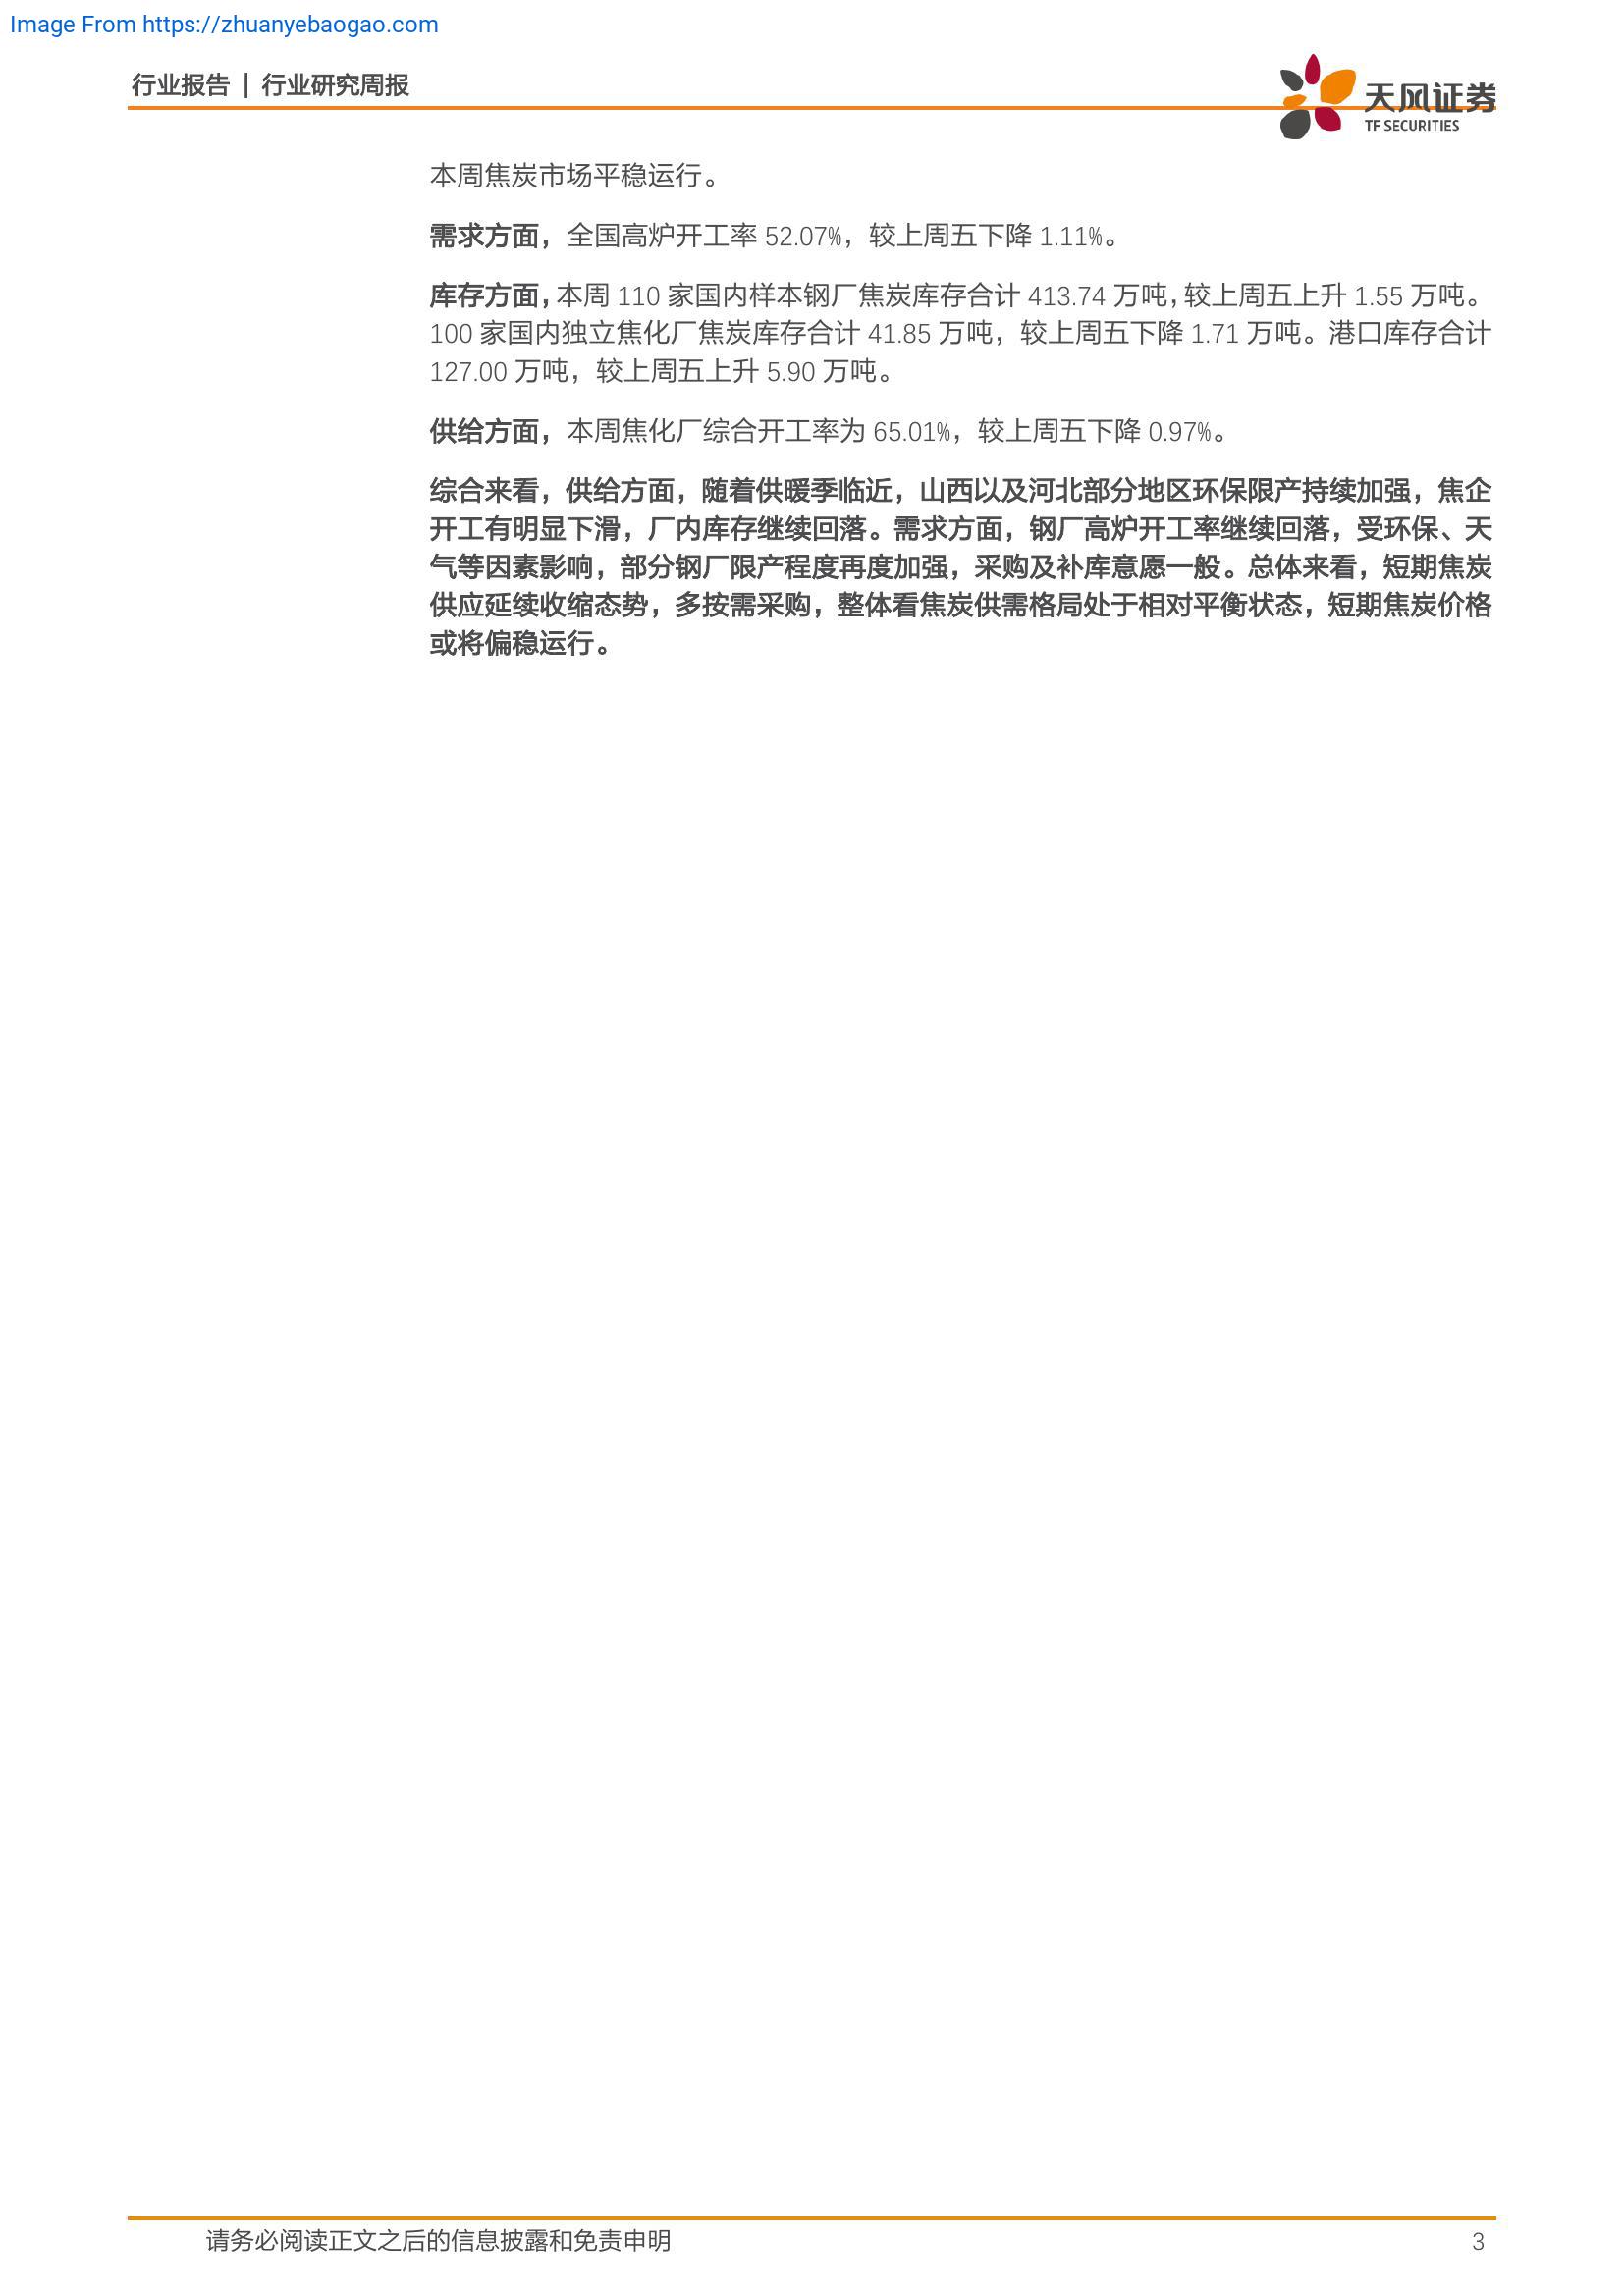 Image From https://zhuanyebaogao.com
行业报告 | 行业研究周报
天风证券
TF SECURITIES
本周焦炭市场平稳运行。
需求方面，全国高炉开工率 52.07%，较上周五下降 1.11%。
库存方面，本周 110 家国内样本钢厂焦炭库存合计 413.74 万吨，较上周五上升 1.55 万吨。
100 家国内独立焦化厂焦炭库存合计 41.85 万吨，较上周五下降 1.71 万吨。港口库存合计
127.00 万吨，较上周五上升 5.90 万吨。
供给方面，本周焦化厂综合开工率为 65.01%，较上周五下降 0.97%。
综合来看，供给方面，随着供暖季临近，山西以及河北部分地区环保限产持续加强，焦企
开工有明显下滑，厂内库存继续回落。需求方面，钢厂高炉开工率继续回落，受环保、天
气等因素影响，部分钢厂限产程度再度加强，采购及补库意愿一般。总体来看，短期焦炭
供应延续收缩态势，多按需采购，整体看焦炭供需格局处于相对平衡状态，短期焦炭价格
或将偏稳运行。
请务必阅读正文之后的信息披露和免责申明
3